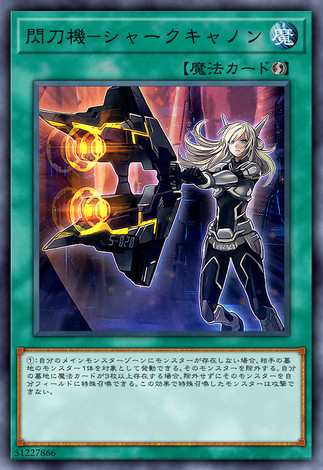 閃刀機-シャークキャノン
魔
【魔法カード】
S-020
①:自分のメインモンスターゾーンにモンスターが存在しない場合、相手の墓
地のモンスター1体を対象として発動できる。そのモンスターを除外する。自分
の墓地に魔法カードが3枚以上存在する場合、除外せずにそのモンスターを自
分フィールドに特殊召喚できる。この効果で特殊召喚したモンスターは攻撃で
きない。
51227866